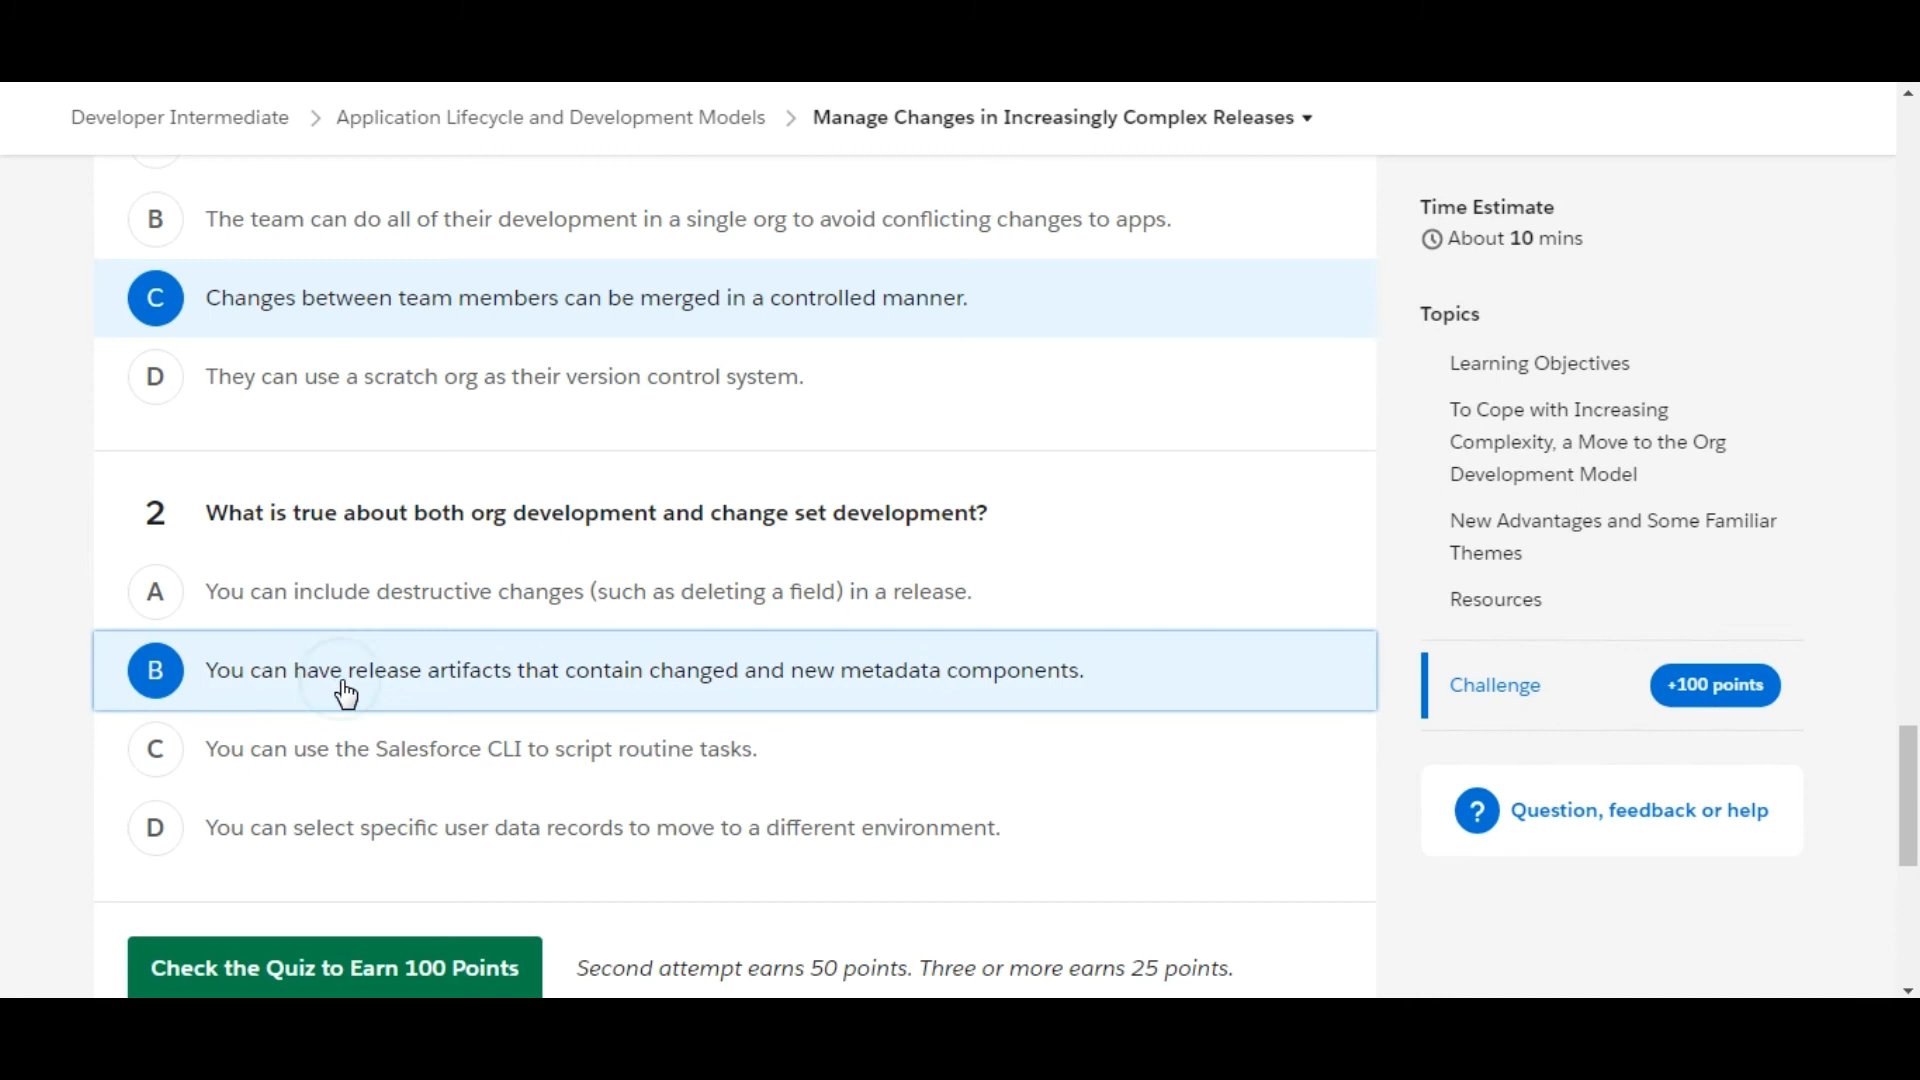 Developer Intermediate > Application Lifecycle and Development Models > Manage Changes in Increasingly Complex Releases
B The team can do all of their development in a single org to avoid conflicting changes to apps.
C Changes between team members can be merged in a controlled manner.
D They can use a scratch org as their version control system.
2 What is true about both org development and change set development?
A You can include destructive changes (such as deleting a field) in a release.
B You can have release artifacts that contain changed and new metadata components.
C You can use the Salesforce CLI to script routine tasks.
D You can select specific user data records to move to a different environment.
Check the Quiz to Earn 100 Points Second attempt earns 50 points. Three or more earns 25 points.
Time Estimate
About 10 mins
Topics
Learning Objectives
To Cope with Increasing
Complexity, a Move to the Org
Development Model
New Advantages and Some Familiar
Themes
Resources
Challenge +100 points
? Question, feedback or help